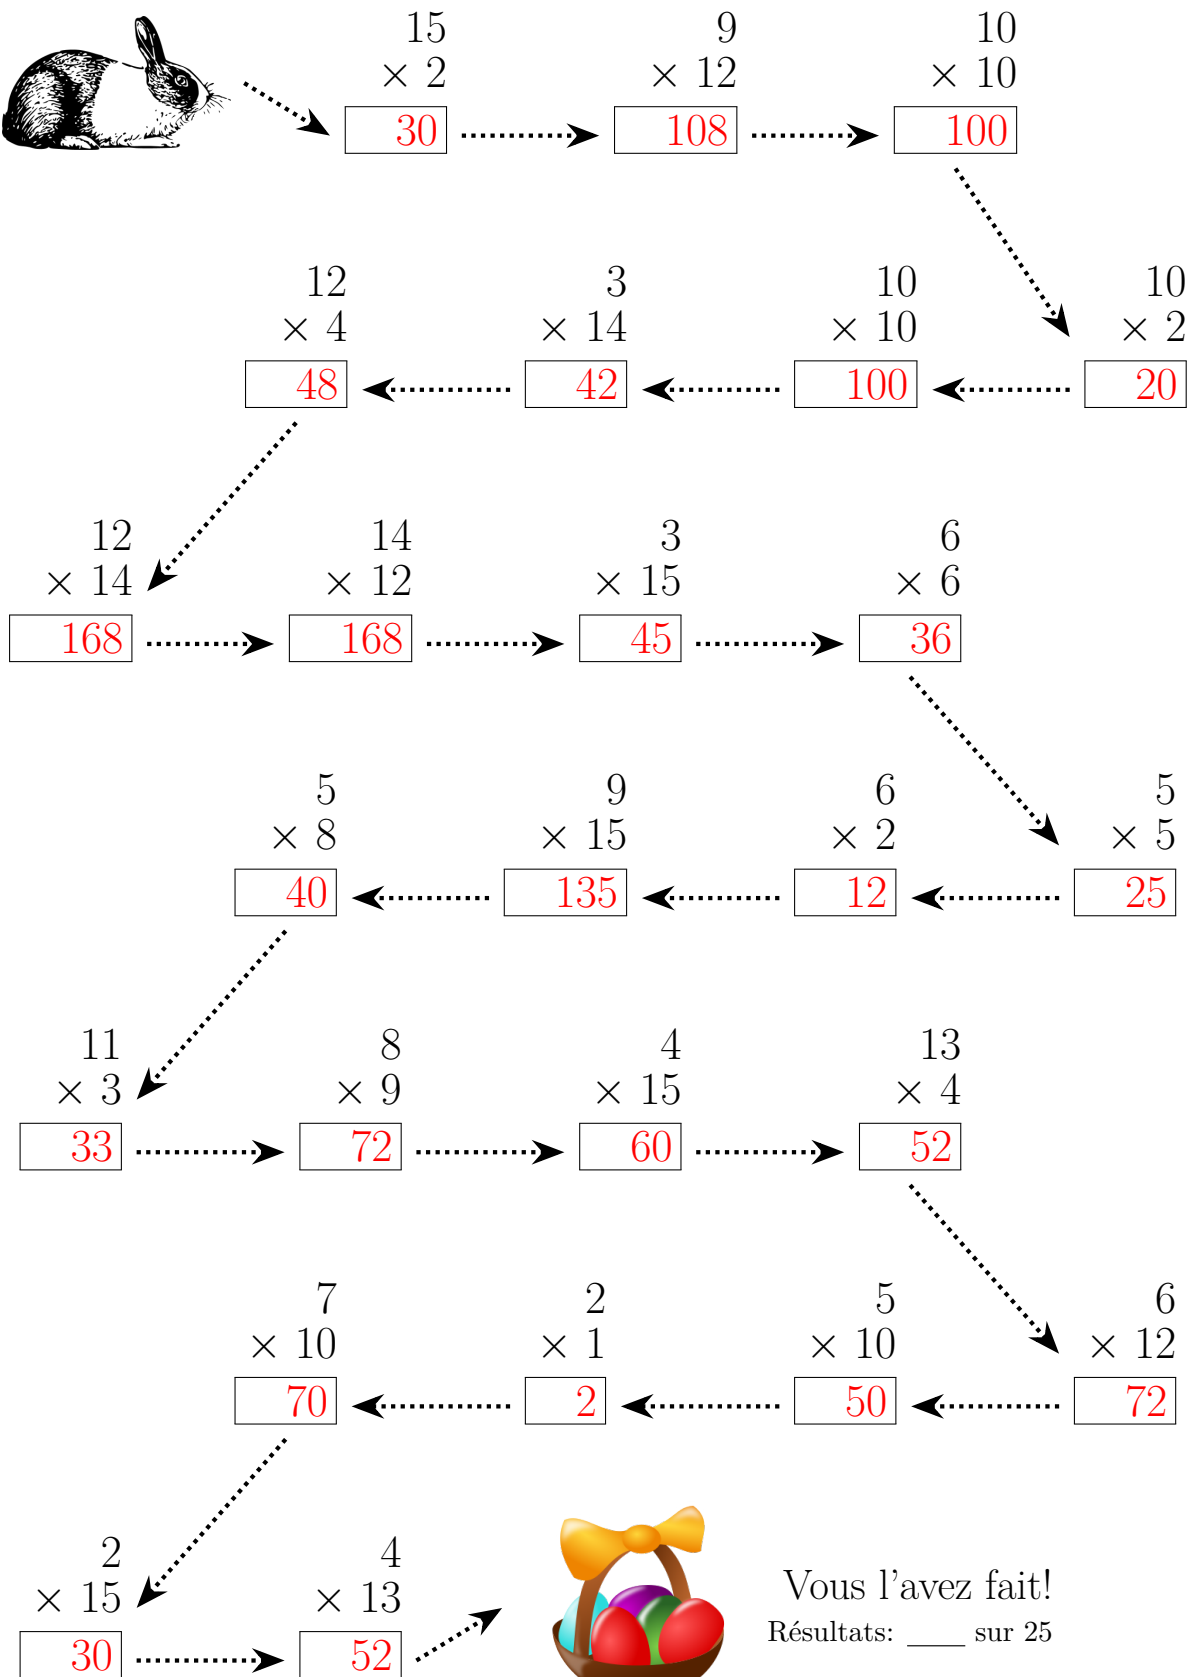 15 9 10
× 2 × 12 × 10
30 108 100
12 3 10 10
× 4 × 14 × 10 × 2
48 42 100 20
12 14 3 6
× 14 × 12 × 15 × 6
168 168 45 36
5 9 6 5
× 8 × 15 × 2 × 5
40 135 12 25
11 8 4 13
× 3 × 9 × 15 × 4
33 72 60 52
7 2 5 6
× 10 × 1 × 10 × 12
70 2 50 72
2 4
× 15 × 13
30 52
Vous l'avez fait!
Résultats: ____ sur 25